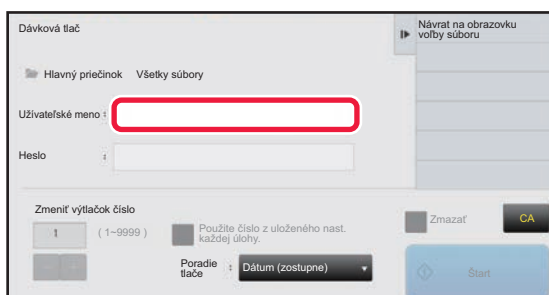 Dávková tlač
Návrat na obrazovku
voľby súboru
Hlavný priečinok Všetky súbory
Užívateľské meno :
Heslo :
Zmeniť výtlačok číslo
1 ( 1~9999 )
Použite číslo z uloženého nast.
každej úlohy.
Poradie
tlače : Dátum (zostupne)
Zmazať
CA
Štart